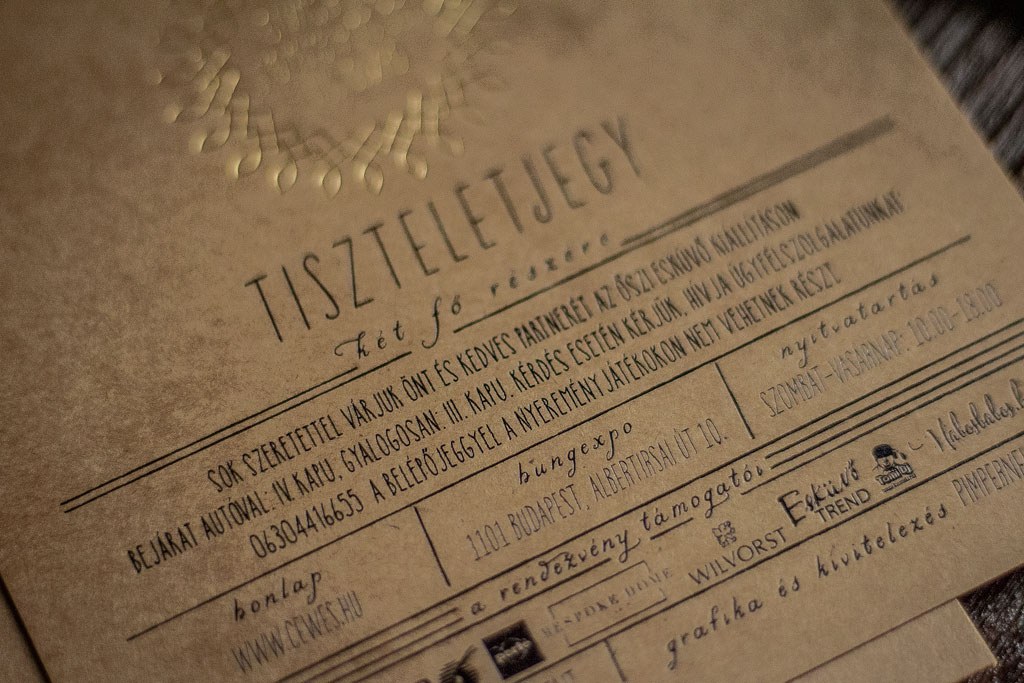 TISZTELETJEGY
két fő részére
SOK SZERETETTEL VÁRJUK ÖNT ÉS KEDVES PARTNERÉT AZ ŐSZI ESKÜVŐ KIÁLLÍTÁSON
BEJÁRAT AUTÓVAL: IV. KAPU, GYALOGOSAN: III. KAPU. KÉRDÉS ESETÉN KÉRJÜK, HÍVJA ÜGYFÉLSZOLGÁLATUNKAT
06304416655 A BELÉPŐJEGGYEL A NYEREMÉNYJÁTÉKOKON NEM VEHETNEK RÉSZT.
honlap
WWW.CEWES.HU
hungexpo
1101 BUDAPEST, ALBERTIRSAI ÚT 10.
nyitvatartás
SZOMBAT-VASÁRNAP: 10.00-18.00
a rendezvény támogatói
WILVORST
Esküvő
TREND
grafika és kivitelezés